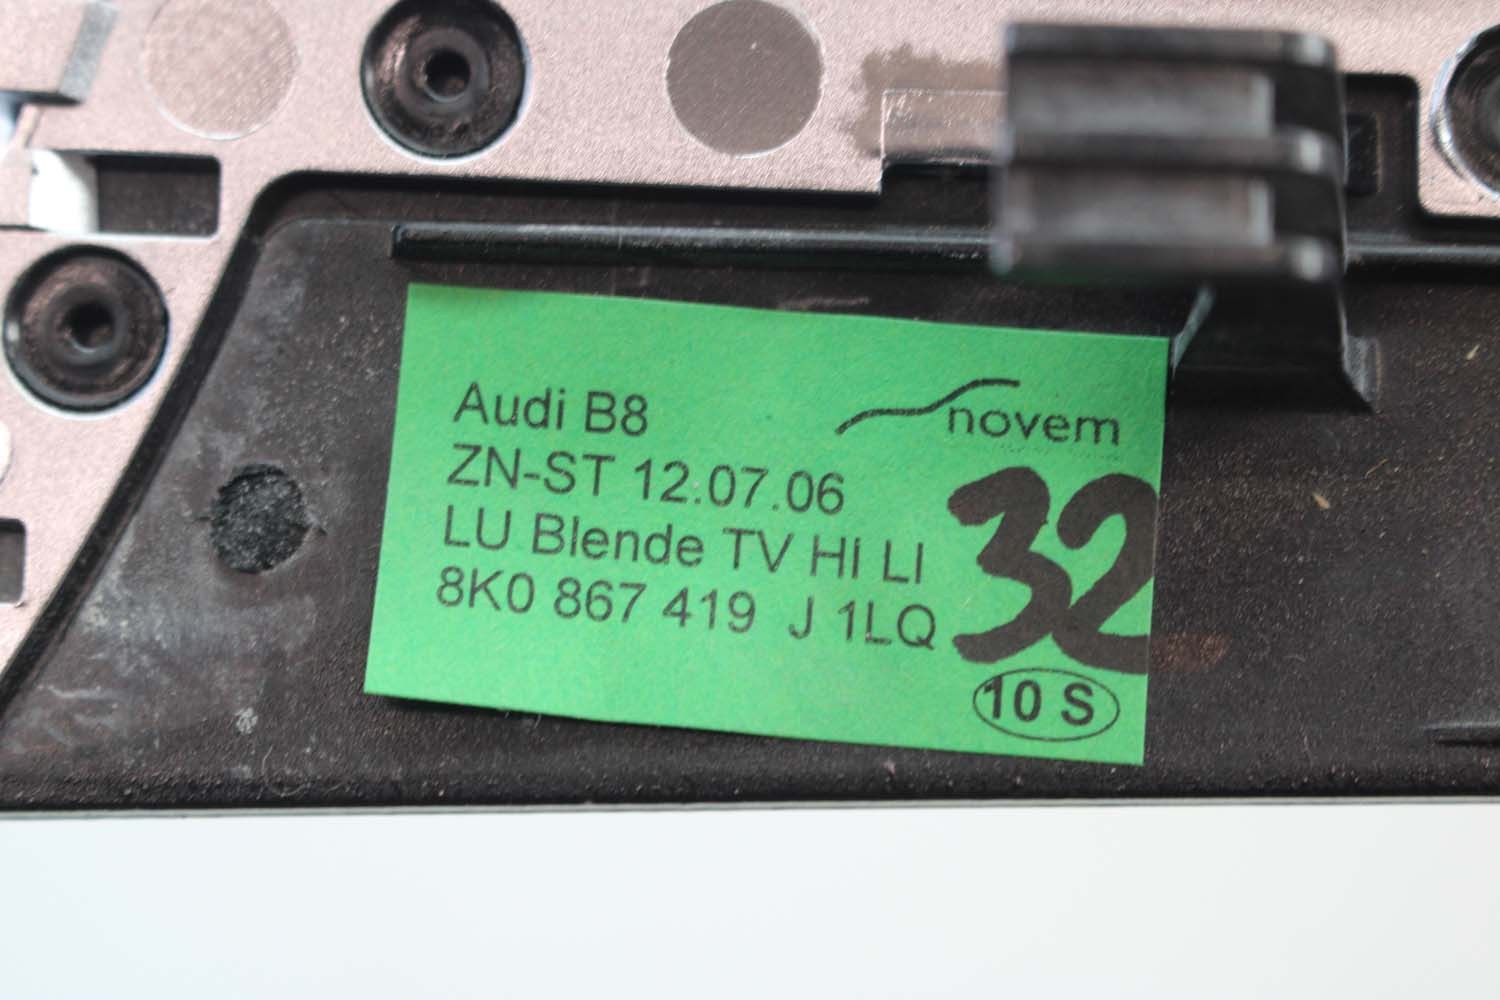 Audi B8
novem
ZN-ST 12.07.06
LU Blende TV HI LI
8K0 867 419 J 1LQ
32
10 S